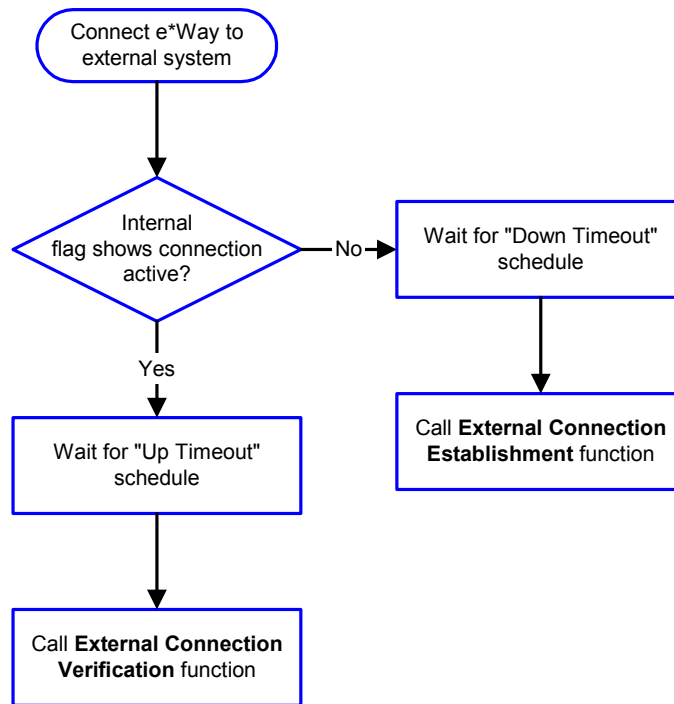 Connect e*Way to
external system
Internal
flag shows connection
active?
No
Wait for "Down Timeout"
schedule
Yes
Call External Connection
Establishment function
Wait for "Up Timeout"
schedule
Call External Connection
Verification function